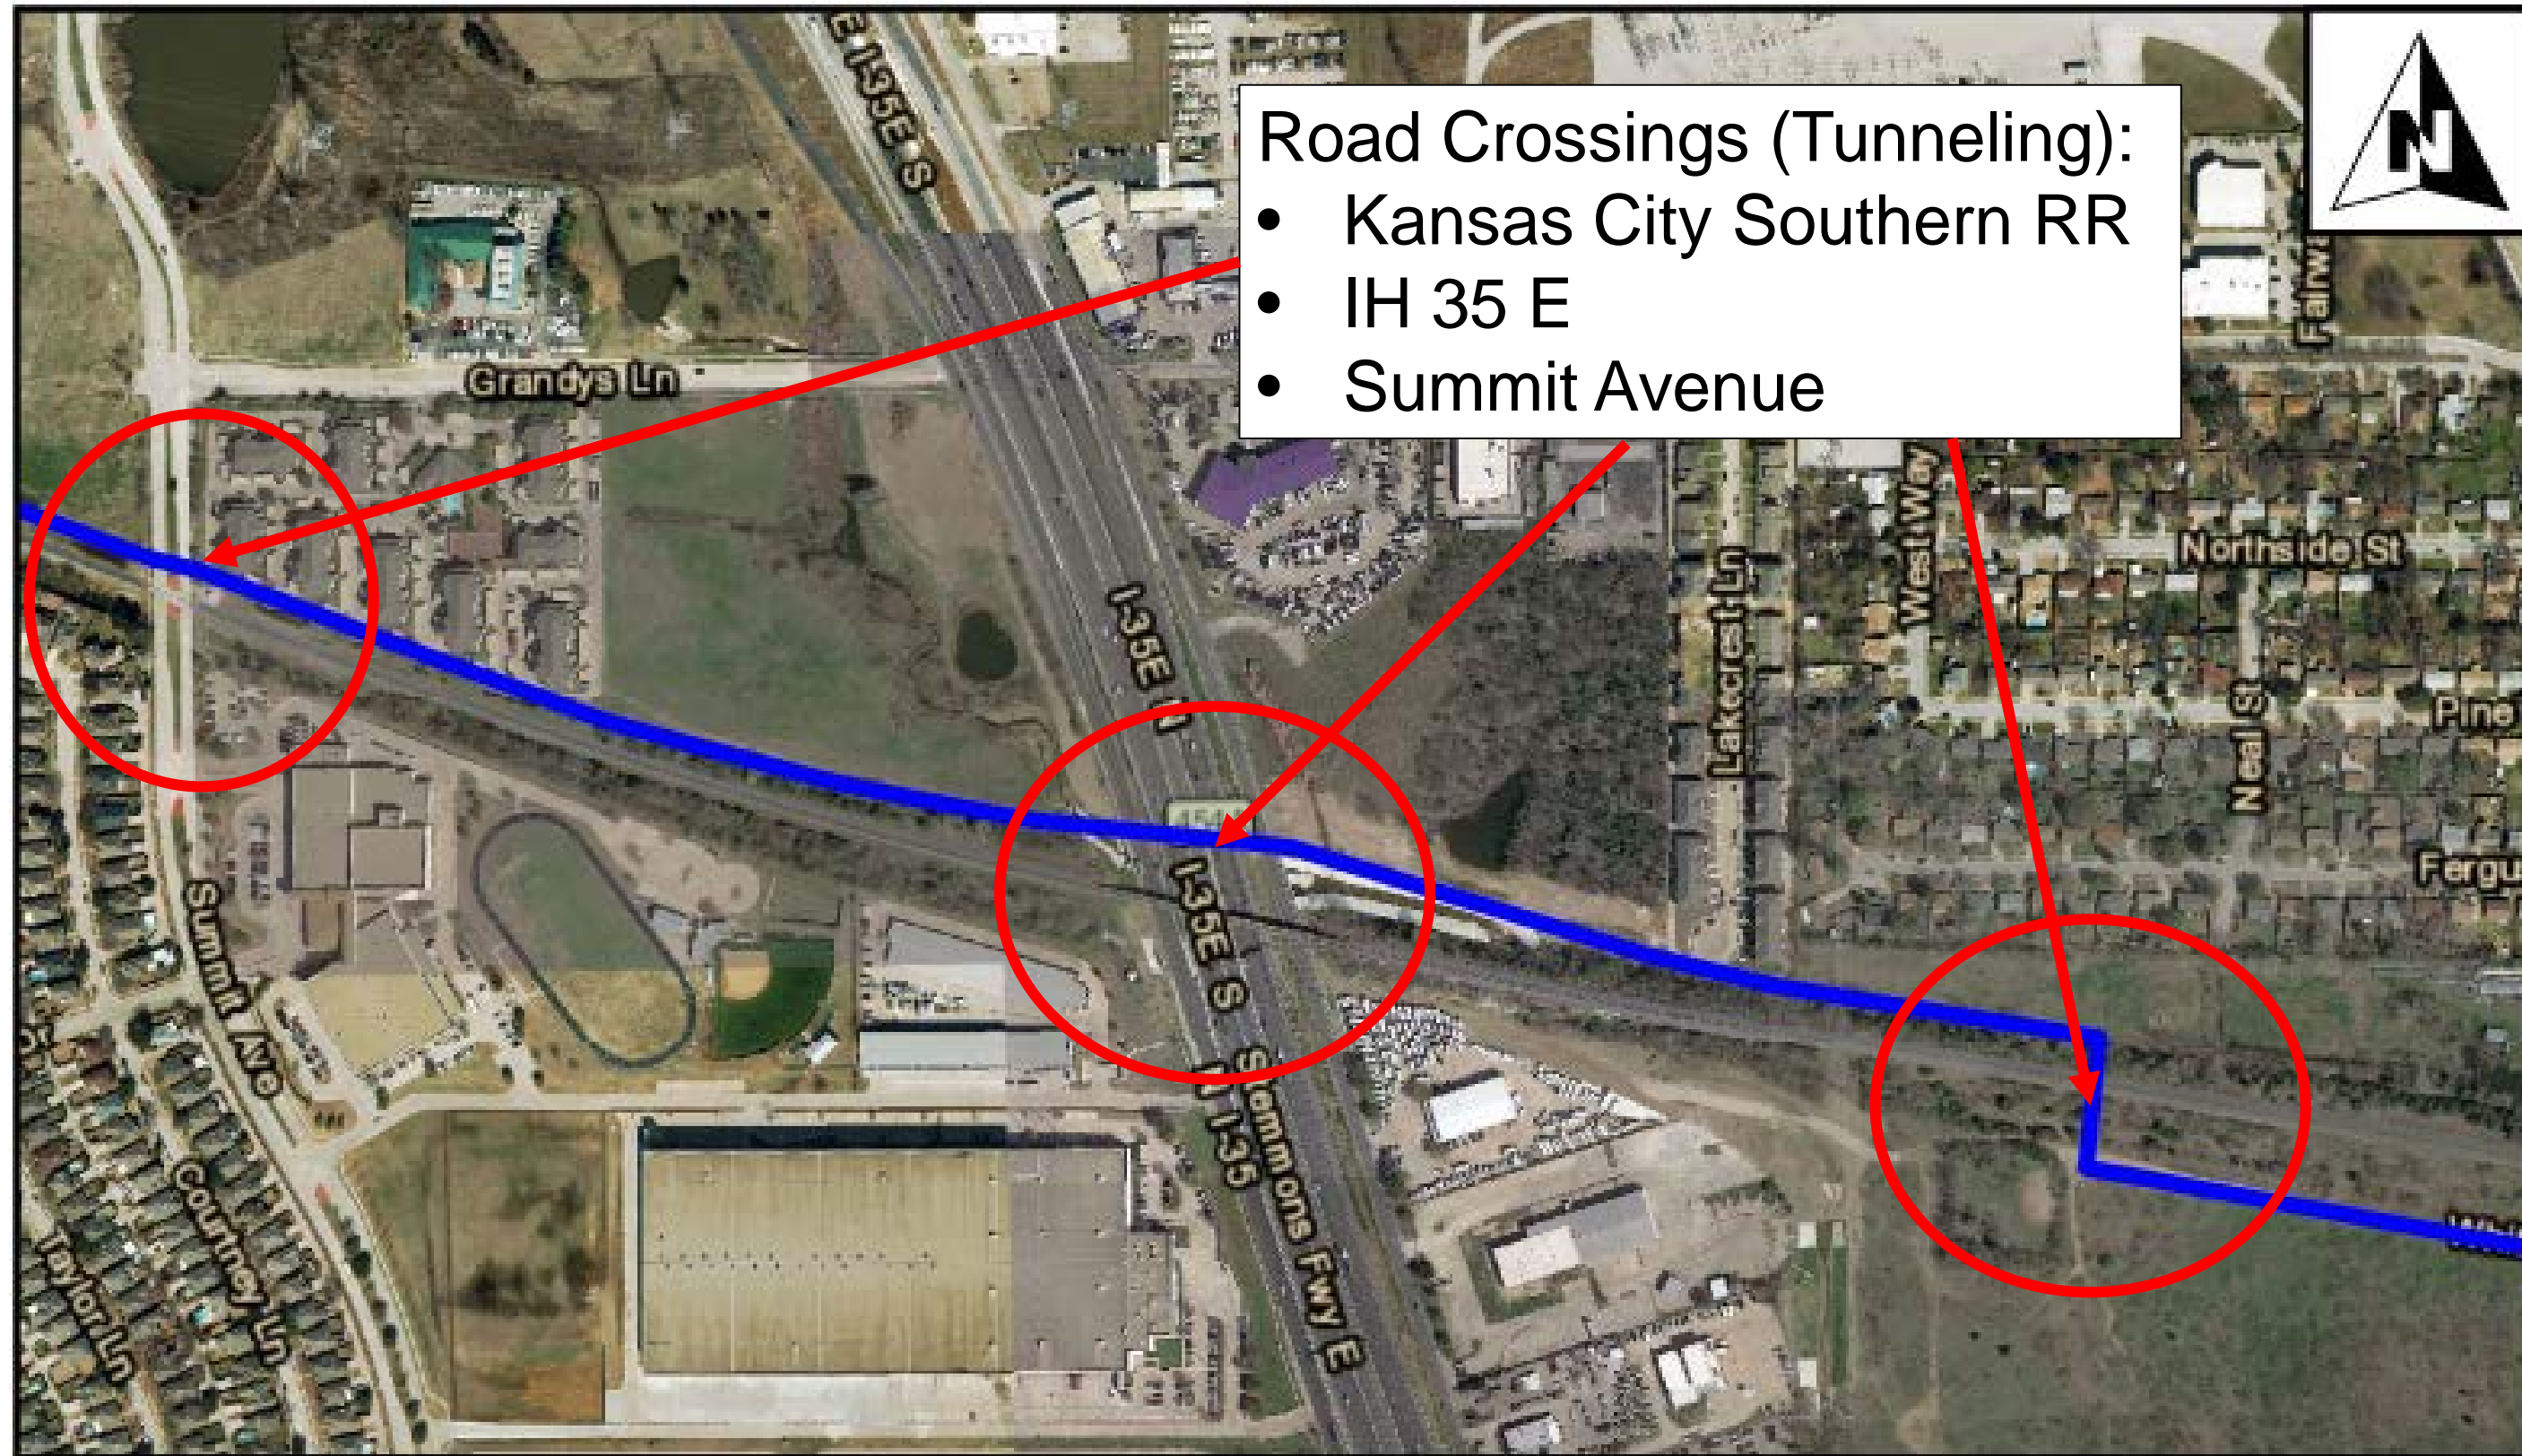 E I-35E S
N
Road Crossings (Tunneling):
• Kansas City Southern RR
• IH 35 E
• Summit Avenue
Grandys Ln
West Way
Northside St
I-35E N
Lakecrest Ln
Neal St
Pine
Summit Ave
I-35E S
Stemmons Fwy E
N I-35
Courtney Ln
Taylor Ln